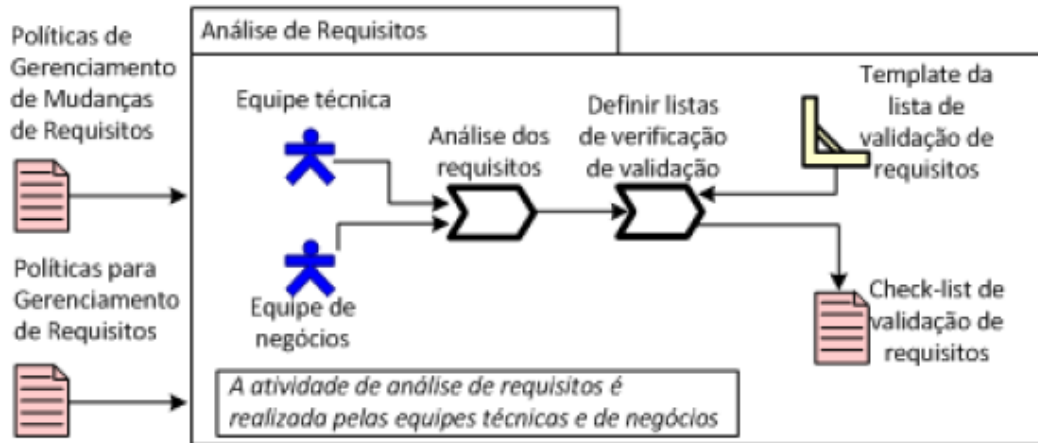 Políticas de
Gerenciamento
de Mudanças
de Requisitos
Políticas para
Gerenciamento
de Requisitos
Análise de Requisitos
Equipe técnica
Equipe de
negócios
Análise dos
requisitos
Definir listas
de verificação
de validação
Template da
lista de
validação de
requisitos
Check-list de
validação de
requisitos
A atividade de análise de requisitos é
realizada pelas equipes técnicas e de negócios